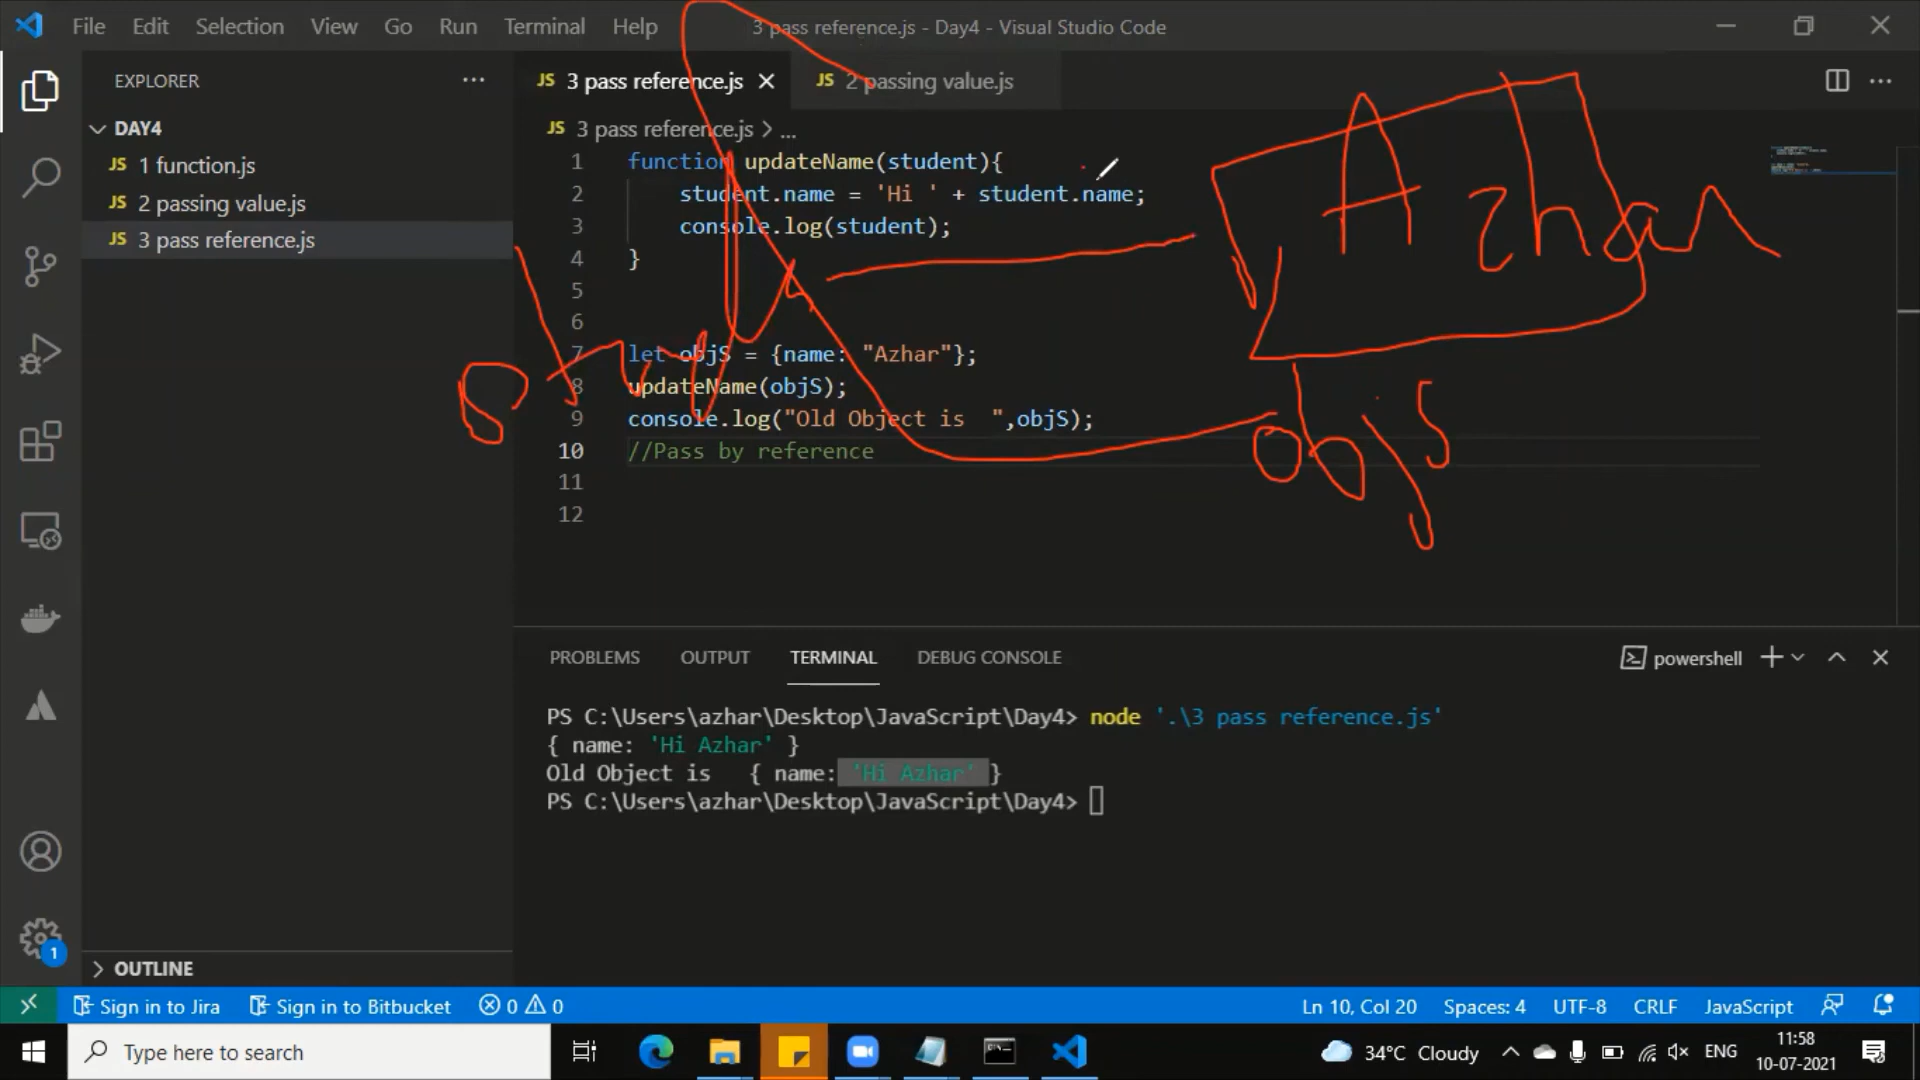 File Edit Selection View Go Run Terminal Help 3 pass reference.js - Day4 - Visual Studio Code
EXPLORER
DAY4
JS 1 function.js
JS 2 passing value.js
JS 3 pass reference.js
OUTLINE
JS 3 pass reference.js JS 2 passing value.js
JS 3 pass reference.js > ...
1 function updateName(student){
2 student.name = 'Hi ' + student.name;
3 console.log(student);
4 }
5
6
7 let objS = {name: "Azhar"};
8 updateName(objS);
9 console.log("Old Object is  ",objS);
10 //Pass by reference
11
12
Azhar
objS
PROBLEMS OUTPUT TERMINAL DEBUG CONSOLE powershell
PS C:\Users\azhar\Desktop\JavaScript\Day4> node '.\3 pass reference.js'
{ name: 'Hi Azhar' }
Old Object is   { name: 'Hi Azhar' }
PS C:\Users\azhar\Desktop\JavaScript\Day4>
1
Sign in to Jira Sign in to Bitbucket 0 0 Ln 10, Col 20 Spaces: 4 UTF-8 CRLF JavaScript
Type here to search 34°C Cloudy ENG 11:58
10-07-2021